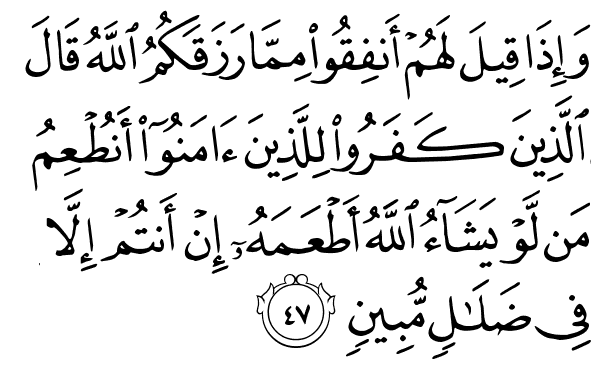 وَإِذَا قِيلَ لَهُمۡ أَنفِقُواْ مِمَّا رَزَقَكُمُ ٱللَّهُ قَالَ
ٱلَّذِينَ كَفَرُواْ لِلَّذِينَ ءَامَنُوٓاْ أَنُطۡعِمُ
مَن لَّوۡ يَشَآءُ ٱللَّهُ أَطۡعَمَهُۥٓ إِنۡ أَنتُمۡ إِلَّا
فِي ضَلَٰلٖ مُّبِينٖ ٤٧